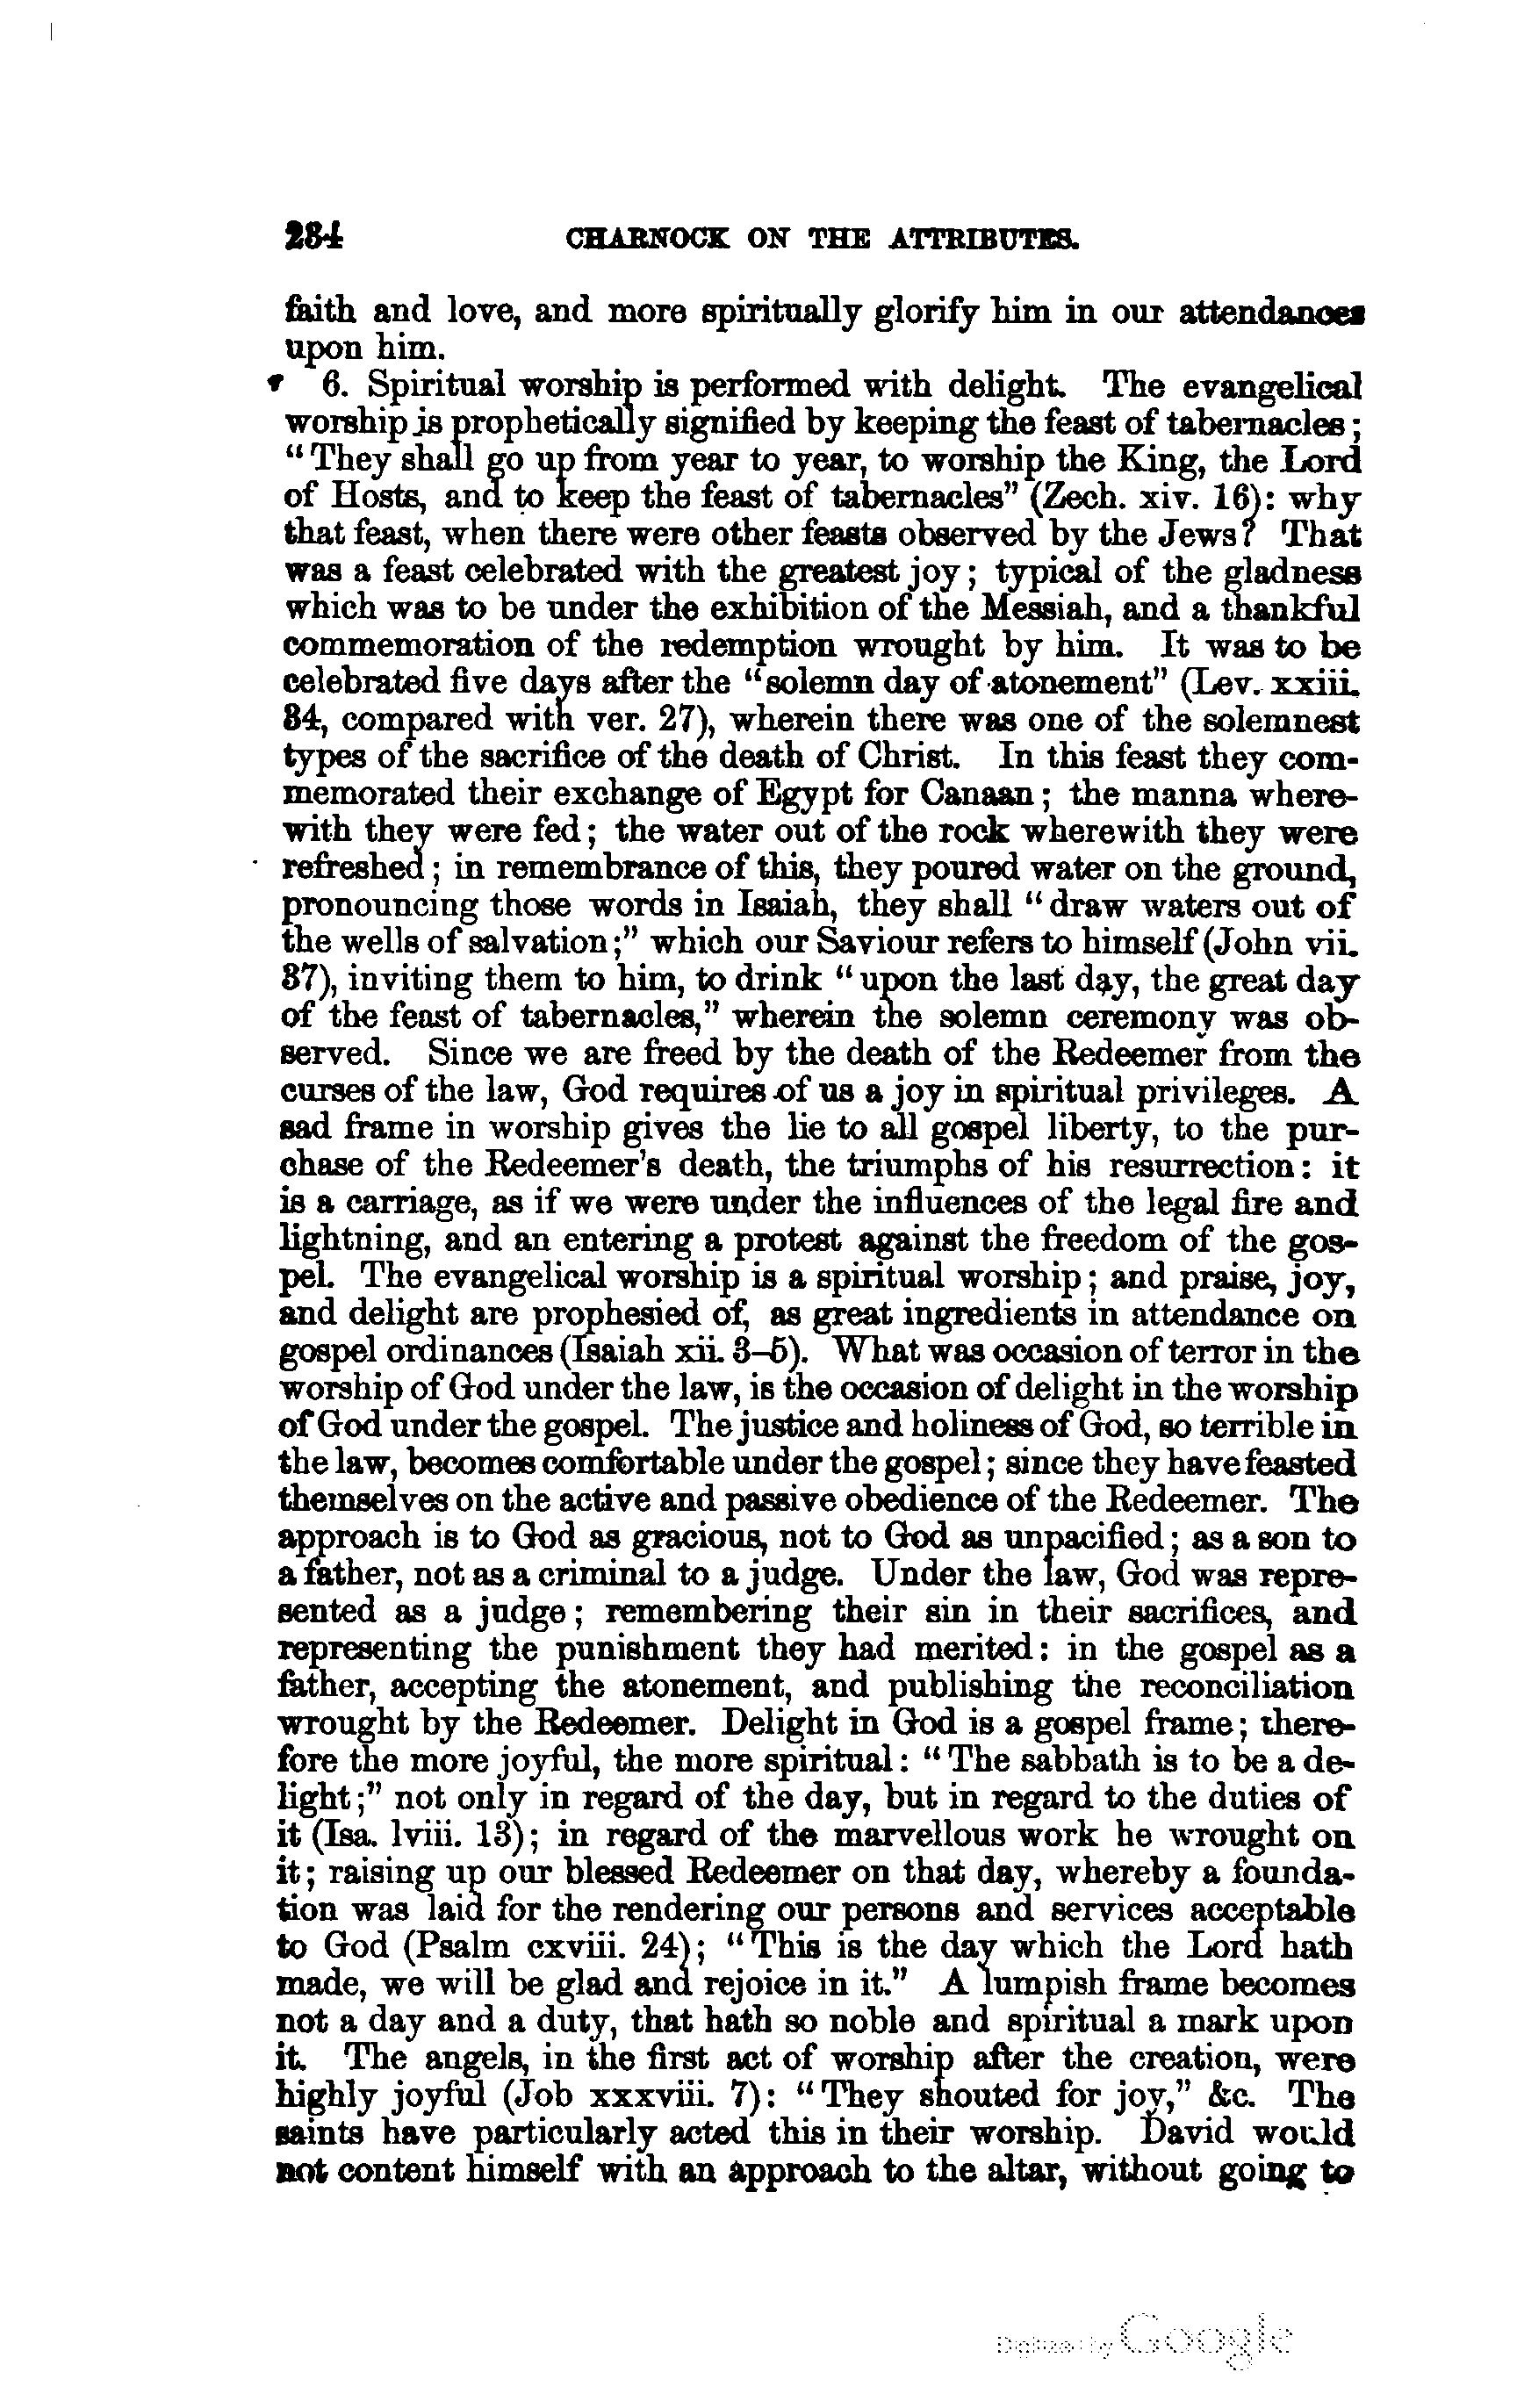 234 CHARNOCK ON THE ATTRIBUTES.
faith and love, and more spiritually glorify him in our attendances
upon him.
6. Spiritual worship is performed with delight. The evangelical
worship is prophetically signified by keeping the feast of tabernacles;
"They shall go up from year to year, to worship the King, the Lord
of Hosts, and to keep the feast of tabernacles" (Zech. xiv. 16): why
that feast, when there were other feasts observed by the Jews? That
was a feast celebrated with the greatest joy; typical of the gladness
which was to be under the exhibition of the Messiah, and a thankful
commemoration of the redemption wrought by him. It was to be
celebrated five days after the "solemn day of atonement" (Lev. xxiii.
34, compared with ver. 27), wherein there was one of the solemnest
types of the sacrifice of the death of Christ. In this feast they com-
memorated their exchange of Egypt for Canaan; the manna where-
with they were fed; the water out of the rock wherewith they were
refreshed; in remembrance of this, they poured water on the ground,
pronouncing those words in Isaiah, they shall "draw waters out of
the wells of salvation;" which our Saviour refers to himself (John vii.
37), inviting them to him, to drink "upon the last day, the great day
of the feast of tabernacles," wherein the solemn ceremony was ob-
served. Since we are freed by the death of the Redeemer from the
curses of the law, God requires of us a joy in spiritual privileges. A
sad frame in worship gives the lie to all gospel liberty, to the pur-
chase of the Redeemer's death, the triumphs of his resurrection: it
is a carriage, as if we were under the influences of the legal fire and
lightning, and an entering a protest against the freedom of the gos-
pel. The evangelical worship is a spiritual worship; and praise, joy,
and delight are prophesied of, as great ingredients in attendance on
gospel ordinances (Isaiah xii. 3–5). What was occasion of terror in the
worship of God under the law, is the occasion of delight in the worship
of God under the gospel. The justice and holiness of God, so terrible in
the law, becomes comfortable under the gospel; since they have feasted
themselves on the active and passive obedience of the Redeemer. The
approach is to God as gracious, not to God as unpacified; as a son to
a father, not as a criminal to a judge. Under the law, God was repre-
sented as a judge; remembering their sin in their sacrifices, and
representing the punishment they had merited: in the gospel as a
father, accepting the atonement, and publishing the reconciliation
wrought by the Redeemer. Delight in God is a gospel frame; there-
fore the more joyful, the more spiritual: "The sabbath is to be a de-
light;" not only in regard of the day, but in regard to the duties of
it (Isa. lviii. 13); in regard of the marvellous work he wrought on
it; raising up our blessed Redeemer on that day, whereby a founda-
tion was laid for the rendering our persons and services acceptable
to God (Psalm cxviii. 24); "This is the day which the Lord hath
made, we will be glad and rejoice in it." A lumpish frame becomes
not a day and a duty, that hath so noble and spiritual a mark upon
it. The angels, in the first act of worship after the creation, were
highly joyful (Job xxxviii. 7): "They shouted for joy," &c. The
saints have particularly acted this in their worship. David would
not content himself with an approach to the altar, without going to
Digitized by Google